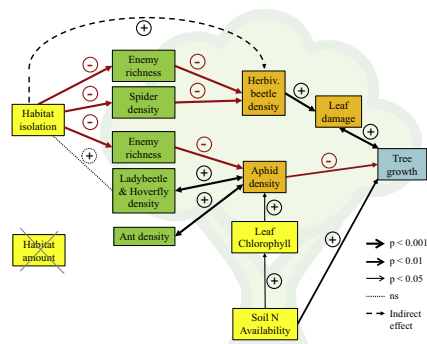 +
Enemy
richness
-
-
Herbiv.
beetle
density
-
Spider
density
-
+
Leaf
damage
Habitat
isolation
-
+
Enemy
richness
-
+
Ladybeetle
& Hoverfly
density
+
+
Aphid
density
-
Tree
growth
Ant density
+
Leaf
Chlorophyll
+
Habitat
amount
+
Soil N
Availability
p < 0.001
p < 0.01
p < 0.05
ns
Indirect
effect